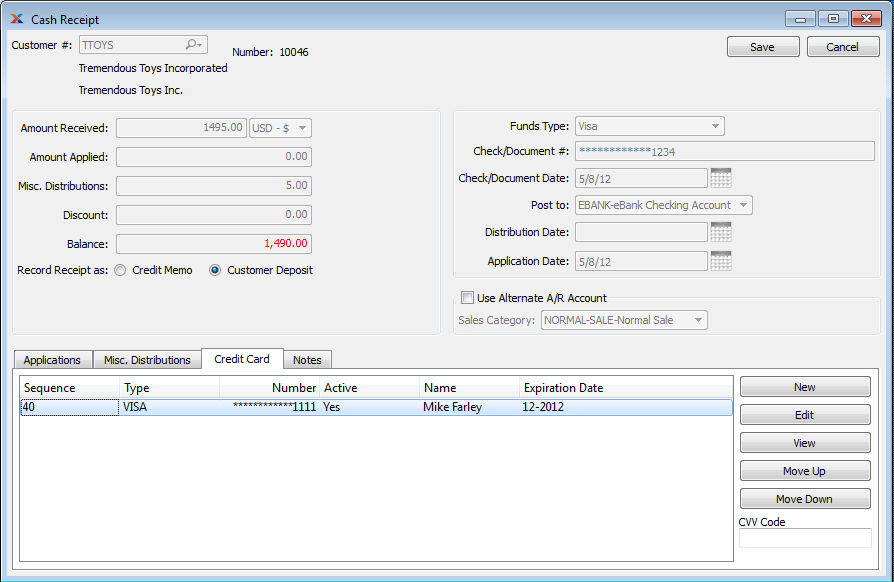 Cash Receipt
Customer #: TTOYS
Number: 10046
Save
Cancel
Tremendous Toys Incorporated
Tremendous Toys Inc.
Amount Received: 1495.00 USD - $
Amount Applied: 0.00
Misc. Distributions: 5.00
Discount: 0.00
Balance: 1,490.00
Record Receipt as: Credit Memo Customer Deposit
Funds Type: Visa
Check/Document #: ************1234
Check/Document Date: 5/8/12
Post to: EBANK-eBank Checking Account
Distribution Date:
Application Date: 5/8/12
Use Alternate A/R Account
Sales Category: NORMAL-SALE-Normal Sale
Applications Misc. Distributions Credit Card Notes
Sequence Type Number Active Name Expiration Date
40 VISA ************1111 Yes Mike Farley 12-2012
New
Edit
View
Move Up
Move Down
CVV Code